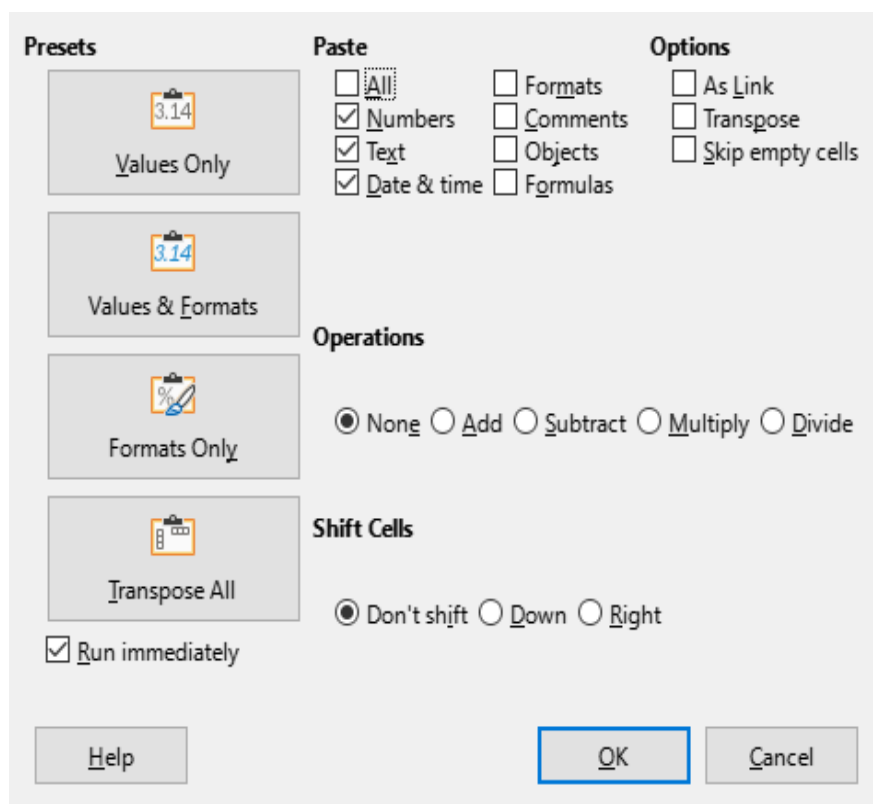 Presets
3.14
Values Only
3.14
Values & Formats
%
Formats Only
Transpose All
Run immediately
Paste
All
Numbers
Text
Date & time
Formats
Comments
Objects
Formulas
Options
As Link
Transpose
Skip empty cells
Operations
None Add Subtract Multiply Divide
Shift Cells
Don't shift Down Right
Help OK Cancel